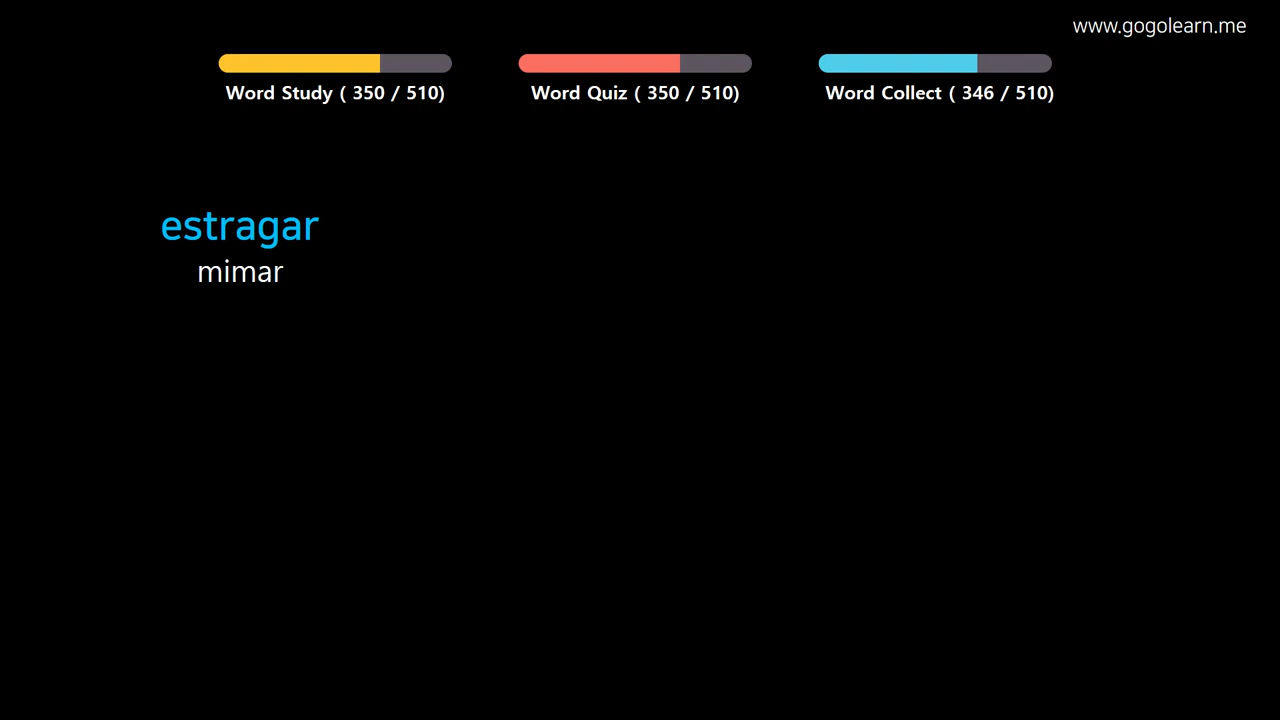 www.gogolearn.me
Word Study ( 350 / 510)
Word Quiz ( 350 / 510)
Word Collect ( 346 / 510)
estragar
mimar